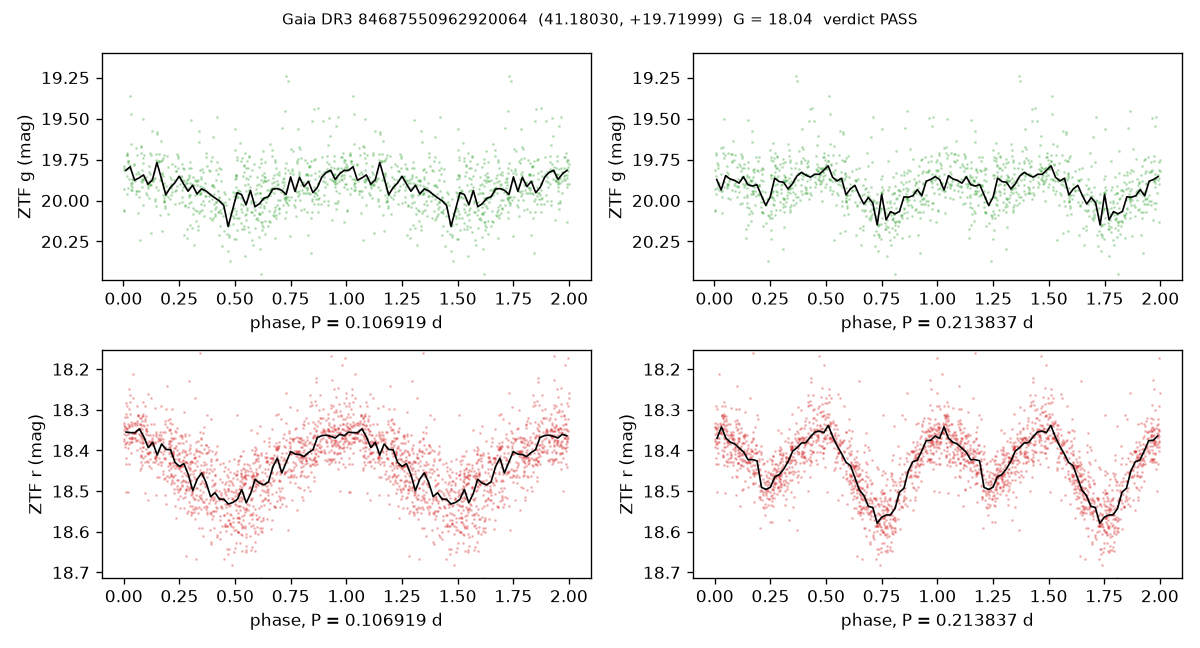 Gaia DR3 84687550962920064 (41.18030, +19.71999) G = 18.04 verdict PASS
ZTF g (mag)
19.25
19.50
19.75
20.00
20.25
0.00 0.25 0.50 0.75 1.00 1.25 1.50 1.75 2.00
phase, P = 0.106919 d
ZTF g (mag)
19.25
19.50
19.75
20.00
20.25
0.00 0.25 0.50 0.75 1.00 1.25 1.50 1.75 2.00
phase, P = 0.213837 d
ZTF r (mag)
18.2
18.3
18.4
18.5
18.6
18.7
0.00 0.25 0.50 0.75 1.00 1.25 1.50 1.75 2.00
phase, P = 0.106919 d
ZTF r (mag)
18.2
18.3
18.4
18.5
18.6
18.7
0.00 0.25 0.50 0.75 1.00 1.25 1.50 1.75 2.00
phase, P = 0.213837 d